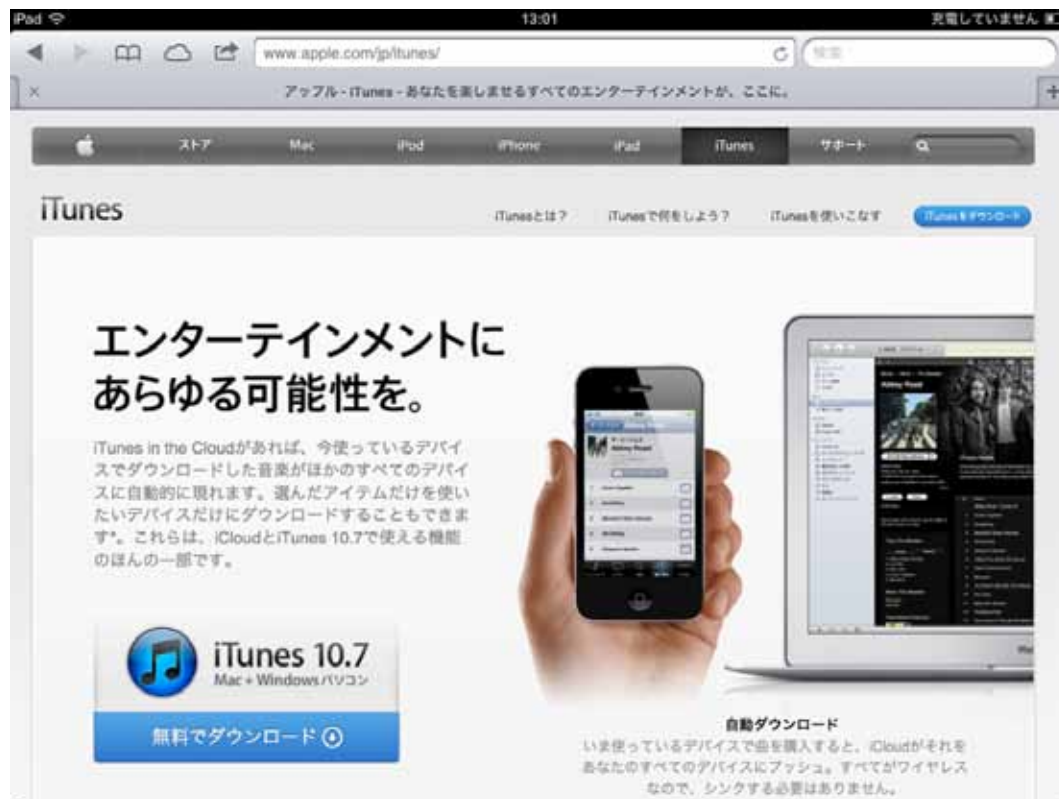 iPad
13:01
充電していません
www.apple.com/jp/itunes/
検索
アップル - iTunes - あなたを楽しませるすべてのエンターテインメントが、ここに。
ストア Mac iPod iPhone iPad iTunes サポート
iTunes
iTunesとは? iTunesで何をしよう? iTunesを使いこなす iTunesをダウンロード
エンターテインメントに
あらゆる可能性を。
iTunes in the Cloudがあれば、今使っているデバイ
スでダウンロードした音楽がほかのすべてのデバイ
スに自動的に現れます。選んだアイテムだけを使い
たいデバイスだけにダウンロードすることもできま
す*。これらは、iCloudとiTunes 10.7で使える機能
のほんの一部です。
Abbey Road
Abbey Road
iTunes 10.7
Mac + Windows パソコン
無料でダウンロード
自動ダウンロード
いま使っているデバイスで曲を購入すると、iCloudがそれを
あなたのすべてのデバイスにプッシュ。すべてがワイヤレス
なので、シンクする必要はありません。